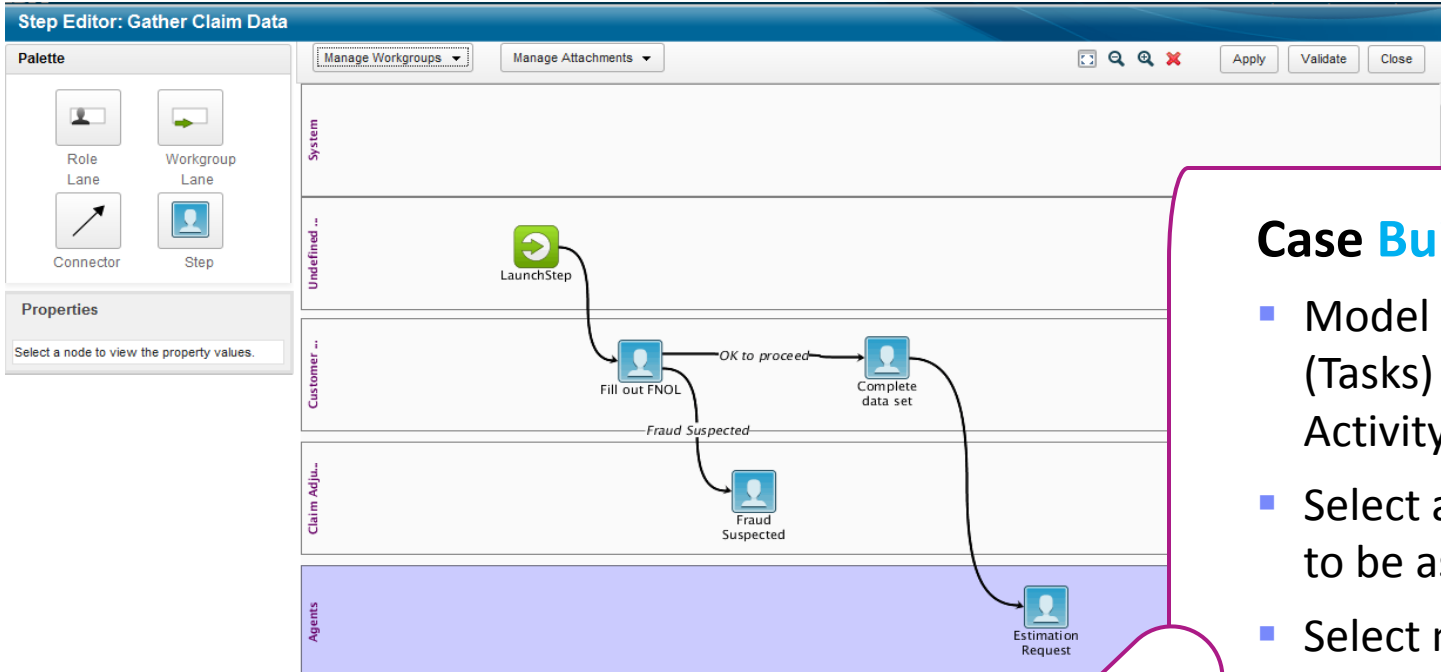 Step Editor: Gather Claim Data
Palette
Manage Workgroups
Manage Attachments
Apply
Validate
Close
Role
Lane
Workgroup
Lane
Connector
Step
Properties
Select a node to view the property values.
System
Undefined ..
LaunchStep
Customer ..
Fill out FNOL
OK to proceed
Complete
data set
Fraud Suspected
Claim Adju..
Fraud
Suspected
Agents
Estimation
Request
Case Bu
Model
(Tasks)
Activity
Select a
to be as
Select